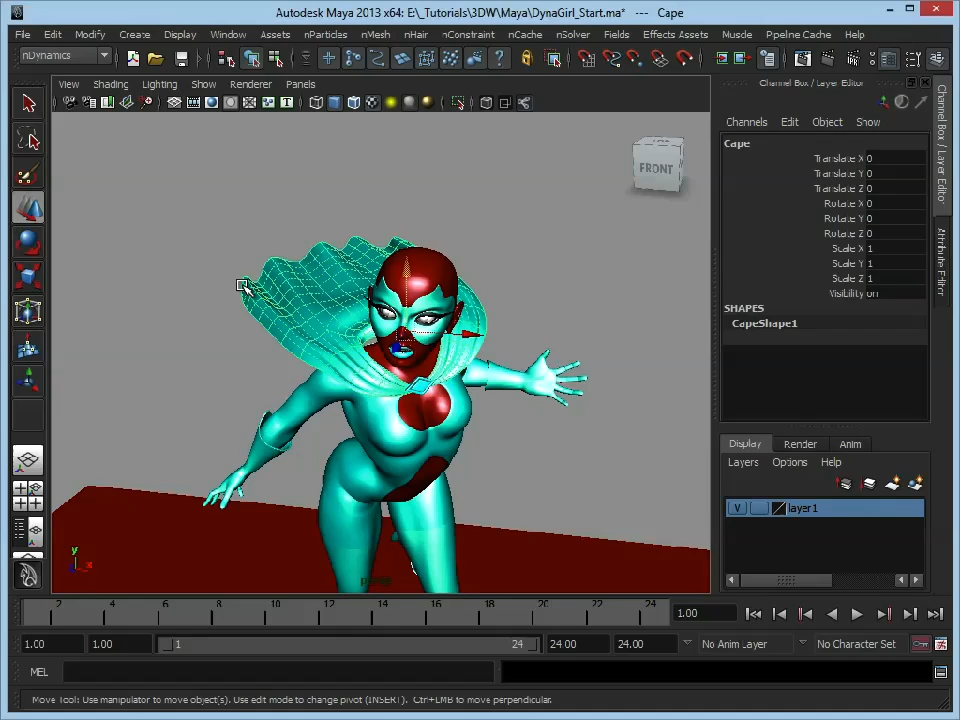 Autodesk Maya 2013 x64: E:\_Tutorials\3DW\Maya\DynaGirl_Start.ma* --- Cape
File Edit Modify Create Display Window Assets nParticles nMesh nHair nConstraint nCache nSolver Fields Effects Assets Muscle Pipeline Cache Help
nDynamics
View Shading Lighting Show Renderer Panels
Channel Box / Layer Editor
Channels Edit Object Show
Cape
Translate X 0
Translate Y 0
Translate Z 0
Rotate X 0
Rotate Y 0
Rotate Z 0
Scale X 1
Scale Y 1
Scale Z 1
Visibility on
SHAPES
CapeShape1
Channel Box / Layer Editor
Attribute Editor
FRONT
Display Render Anim
Layers Options Help
V layer1
y
x
persp
2 4 6 8 10 12 14 16 18 20 22 24
1.00
1.00 1.00 1 24 24.00 24.00 No Anim Layer No Character Set
MEL
Move Tool: Use manipulator to move object(s). Use edit mode to change pivot (INSERT). Ctrl+LMB to move perpendicular.